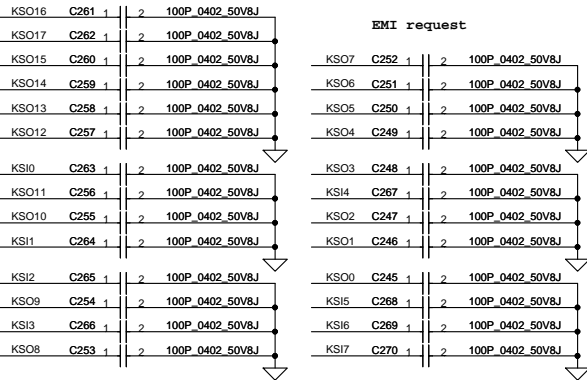 KSO16 C261 1 2 100P_0402_50V8J
KSO17 C262 1 2 100P_0402_50V8J
KSO15 C260 1 2 100P_0402_50V8J
KSO14 C259 1 2 100P_0402_50V8J
KSO13 C258 1 2 100P_0402_50V8J
KSO12 C257 1 2 100P_0402_50V8J
KSI0 C263 1 2 100P_0402_50V8J
KSO11 C256 1 2 100P_0402_50V8J
KSO10 C255 1 2 100P_0402_50V8J
KSI1 C264 1 2 100P_0402_50V8J
KSI2 C265 1 2 100P_0402_50V8J
KSO9 C254 1 2 100P_0402_50V8J
KSI3 C266 1 2 100P_0402_50V8J
KSO8 C253 1 2 100P_0402_50V8J
EMI request
KSO7 C252 1 2 100P_0402_50V8J
KSO6 C251 1 2 100P_0402_50V8J
KSO5 C250 1 2 100P_0402_50V8J
KSO4 C249 1 2 100P_0402_50V8J
KSO3 C248 1 2 100P_0402_50V8J
KSI4 C267 1 2 100P_0402_50V8J
KSO2 C247 1 2 100P_0402_50V8J
KSO1 C246 1 2 100P_0402_50V8J
KSO0 C245 1 2 100P_0402_50V8J
KSI5 C268 1 2 100P_0402_50V8J
KSI6 C269 1 2 100P_0402_50V8J
KSI7 C270 1 2 100P_0402_50V8J